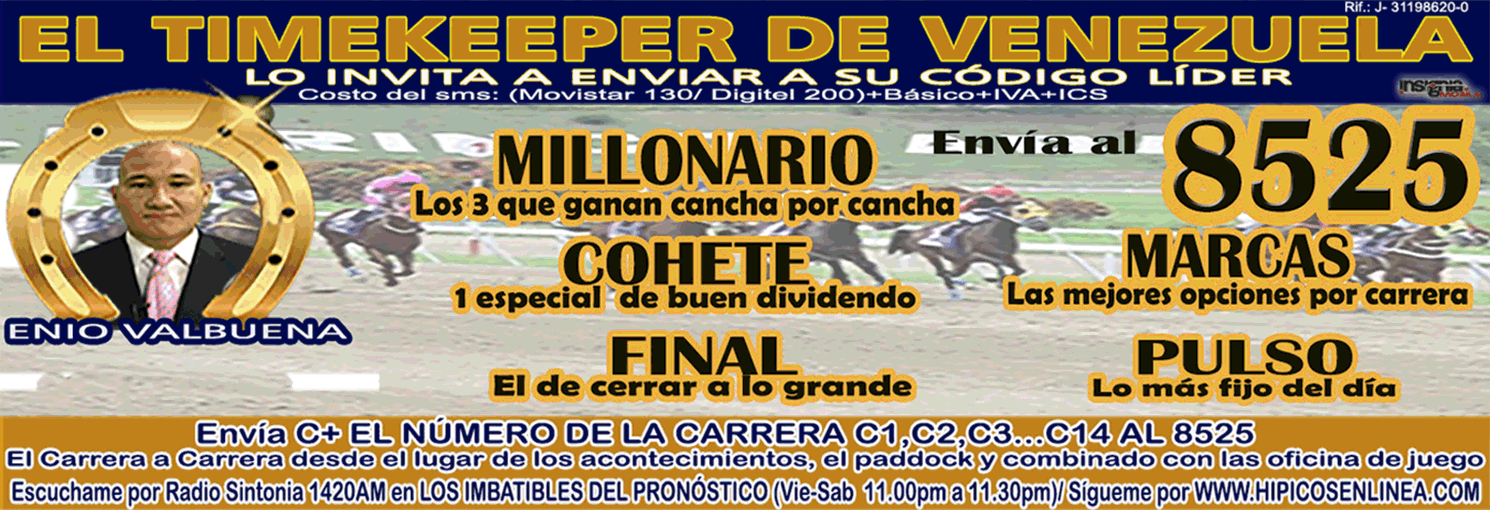 Rif.: J- 31198620-0
EL TIMEKEEPER DE VENEZUELA
LO INVITA A ENVIAR A SU CÓDIGO LÍDER
Costo del sms: (Movistar 130/ Digitel 200)+Básico+IVA+ICS
Envía al 8525
MILLONARIO
Los 3 que ganan cancha por cancha
COHETE
1 especial de buen dividendo
MARCAS
Las mejores opciones por carrera
ENIO VALBUENA
FINAL
El de cerrar a lo grande
PULSO
Lo más fijo del día
Envía C+ EL NÚMERO DE LA CARRERA C1,C2,C3...C14 AL 8525
El Carrera a Carrera desde el lugar de los acontecimientos, el paddock y combinado con las oficina de juego
Escuchame por Radio Sintonia 1420AM en LOS IMBATIBLES DEL PRONÓSTICO (Vie-Sab 11.00pm a 11.30pm)/ Sígueme por WWW.HIPICOSENLINEA.COM